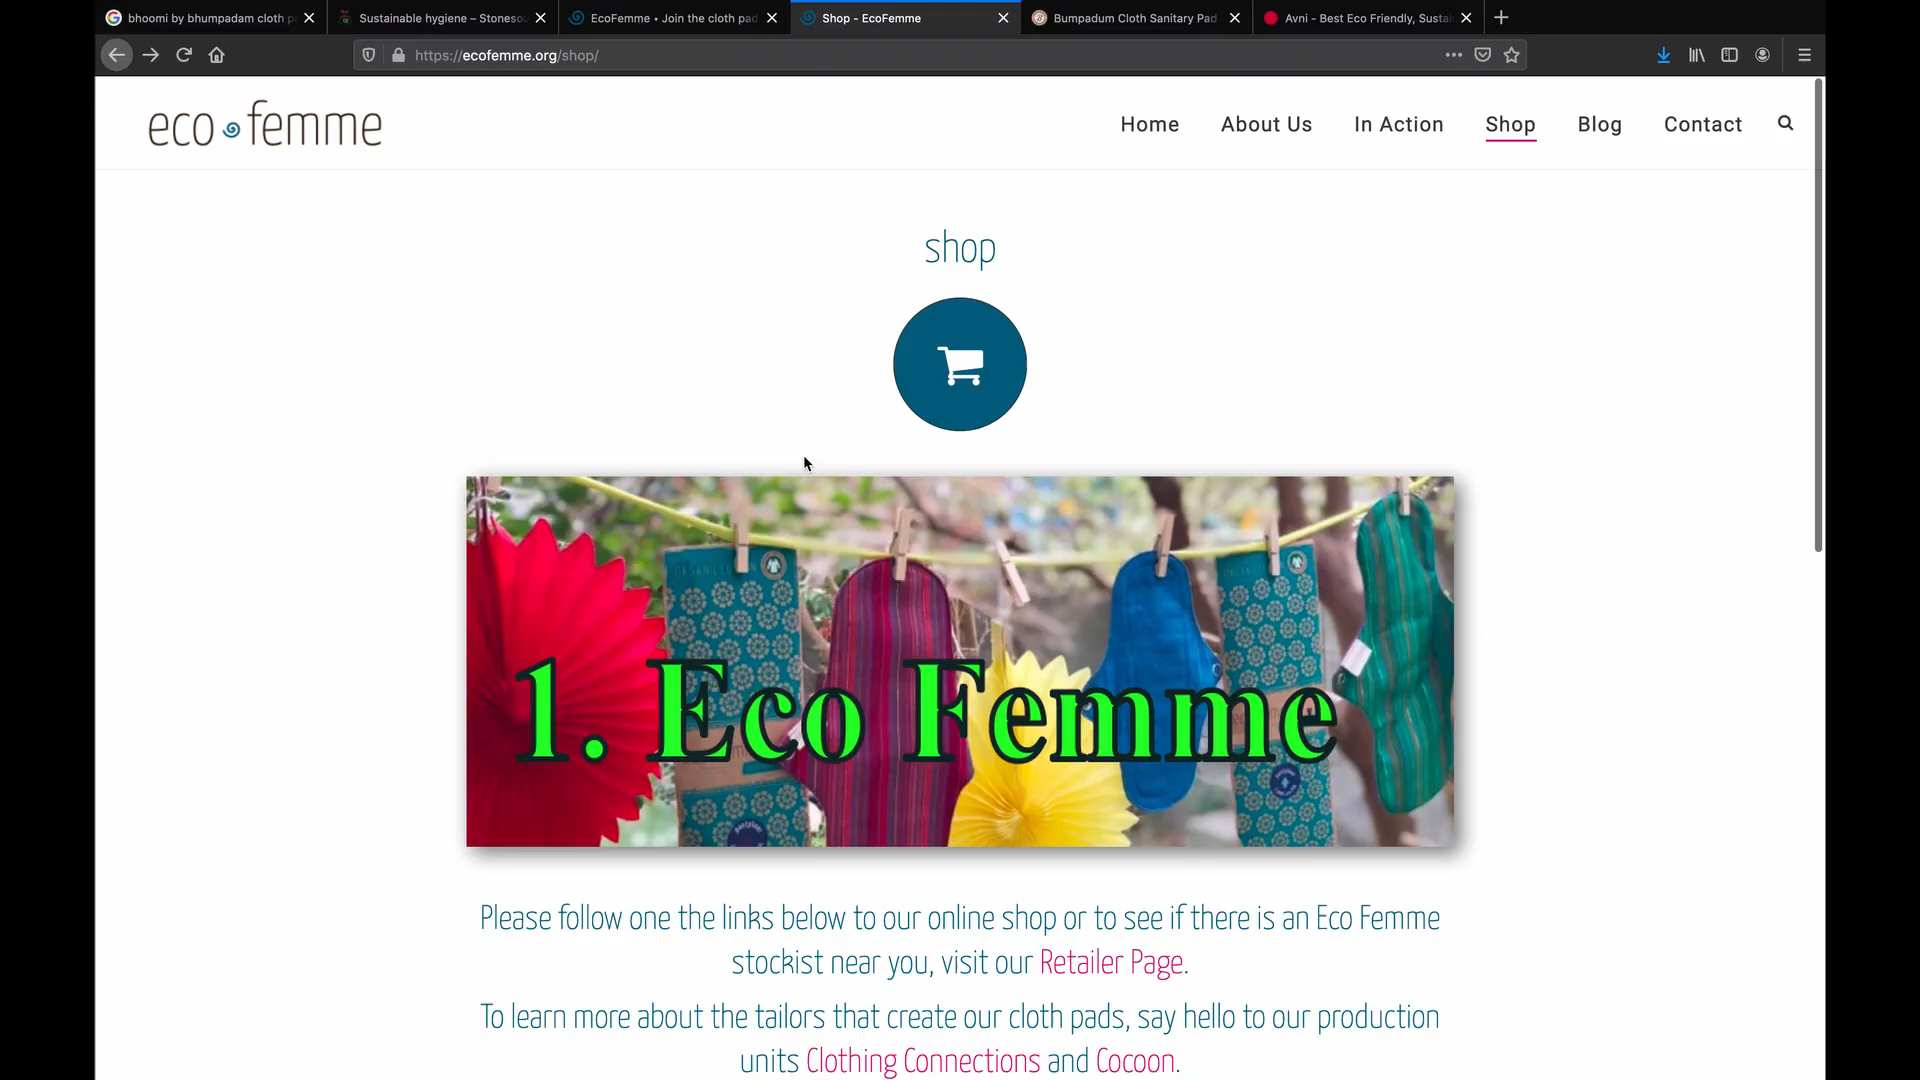 bhoomi by bhumpadam cloth p
Sustainable hygiene – Stonesou
EcoFemme • Join the cloth pad
Shop - EcoFemme
Bumpadum Cloth Sanitary Pad
Avni - Best Eco Friendly, Sustai
https://ecofemme.org/shop/
eco femme
Home
About Us
In Action
Shop
Blog
Contact
shop
1. Eco Femme
Please follow one the links below to our online shop or to see if there is an Eco Femme
stockist near you, visit our Retailer Page.
To learn more about the tailors that create our cloth pads, say hello to our production
units Clothing Connections and Cocoon.